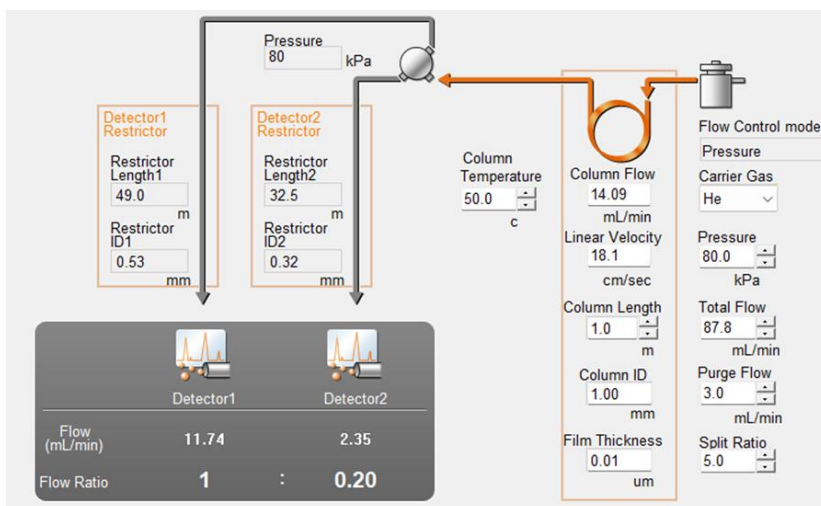 Pressure
80
kPa
Detector1
Restrictor
Restrictor
Length1
49.0
m
Restrictor
ID1
0.53
mm
Detector2
Restrictor
Restrictor
Length2
32.5
m
Restrictor
ID2
0.32
mm
Column
Temperature
50.0
c
Column Flow
14.09
mL/min
Linear Velocity
18.1
cm/sec
Column Length
1.0
m
Column ID
1.00
mm
Film Thickness
0.01
um
Flow Control mode
Pressure
Carrier Gas
He
Pressure
80.0
kPa
Total Flow
87.8
mL/min
Purge Flow
3.0
mL/min
Split Ratio
5.0
Detector1 Detector2
Flow
(mL/min) 11.74 2.35
Flow Ratio 1 : 0.20